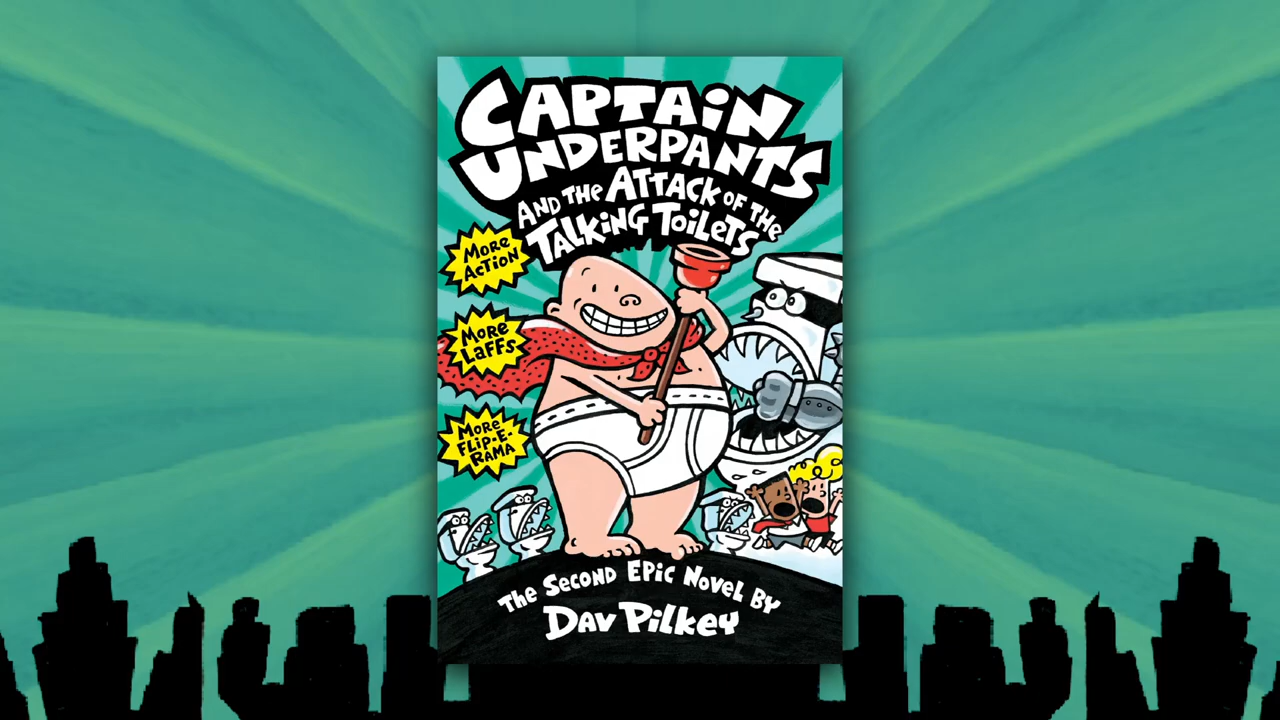 CAPTAIN
UNDERPANTS
AND THE ATTACK OF THE
TALKING TOILETS
MORE
ACTION
MORE
LAFFS
MORE
FLIP-E-
RAMA
THE SECOND EPIC NOVEL BY
DAV PILKEY